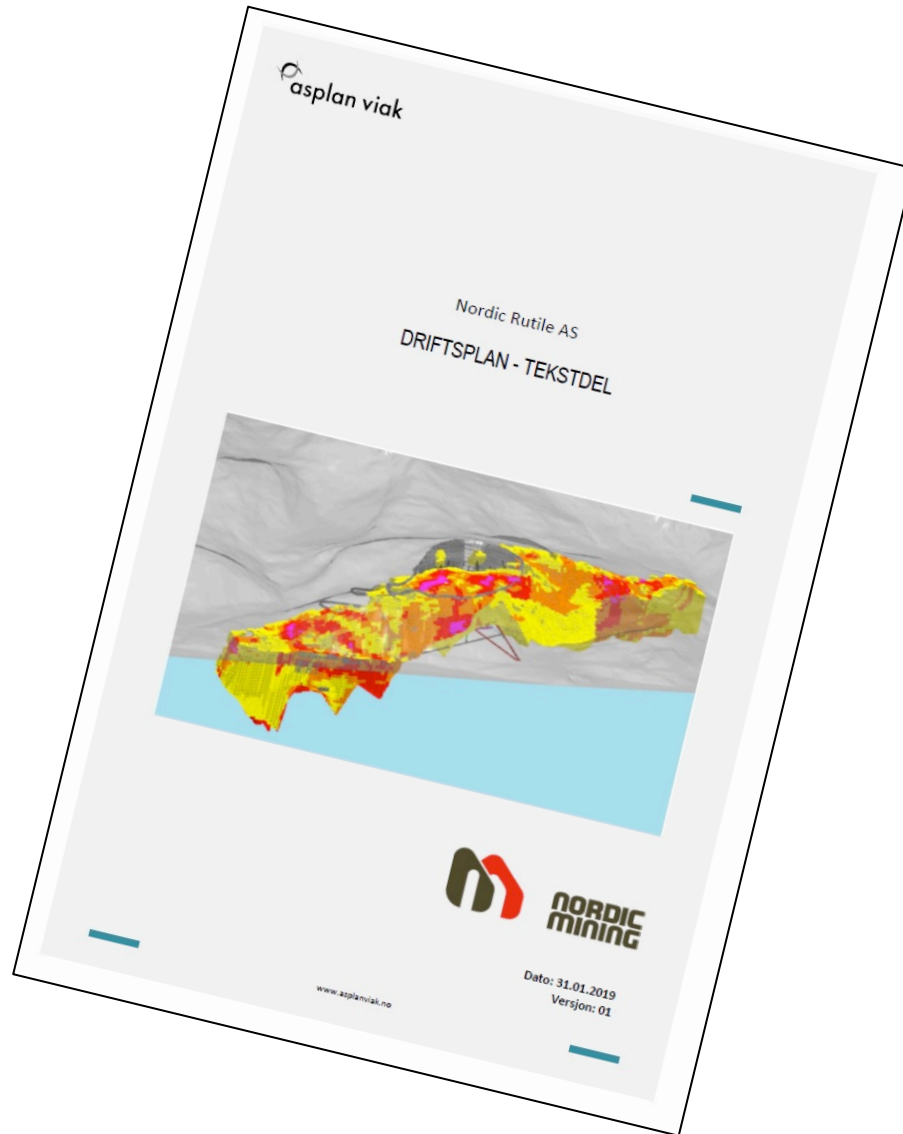 asplan viak
Nordic Rutile AS
DRIFTSPLAN - TEKSTDEL
NORDIC
MINING
Dato: 31.01.2019
Versjon: 01
www.asplanviak.no